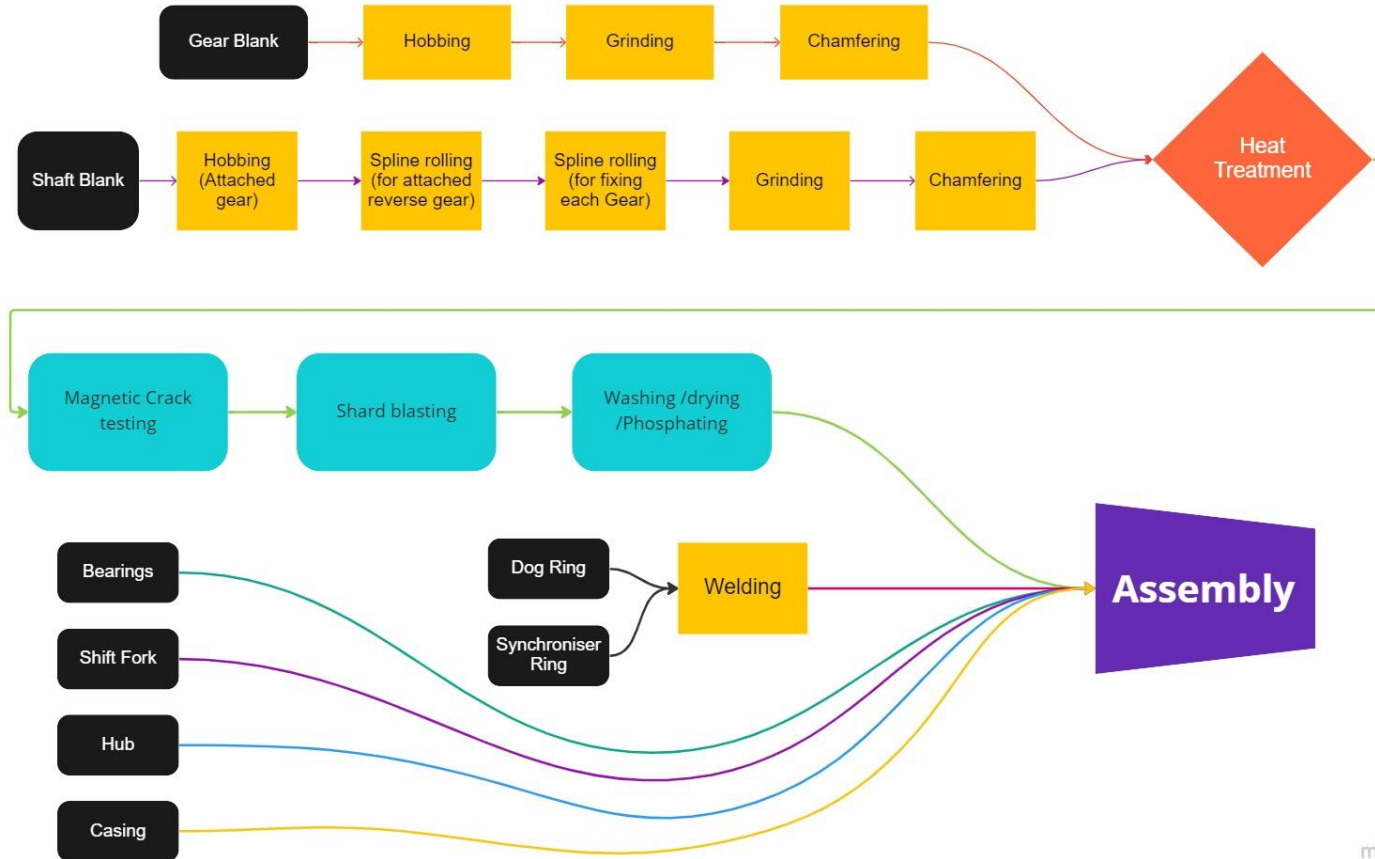 Gear Blank
Hobbing
Grinding
Chamfering
Shaft Blank
Hobbing
(Attached
gear)
Spline rolling
(for attached
reverse gear)
Spline rolling
(for fixing
each Gear)
Grinding
Chamfering
Heat
Treatment
Magnetic Crack
testing
Shard blasting
Washing /drying
/Phosphating
Bearings
Shift Fork
Hub
Casing
Dog Ring
Synchroniser
Ring
Welding
Assembly
m